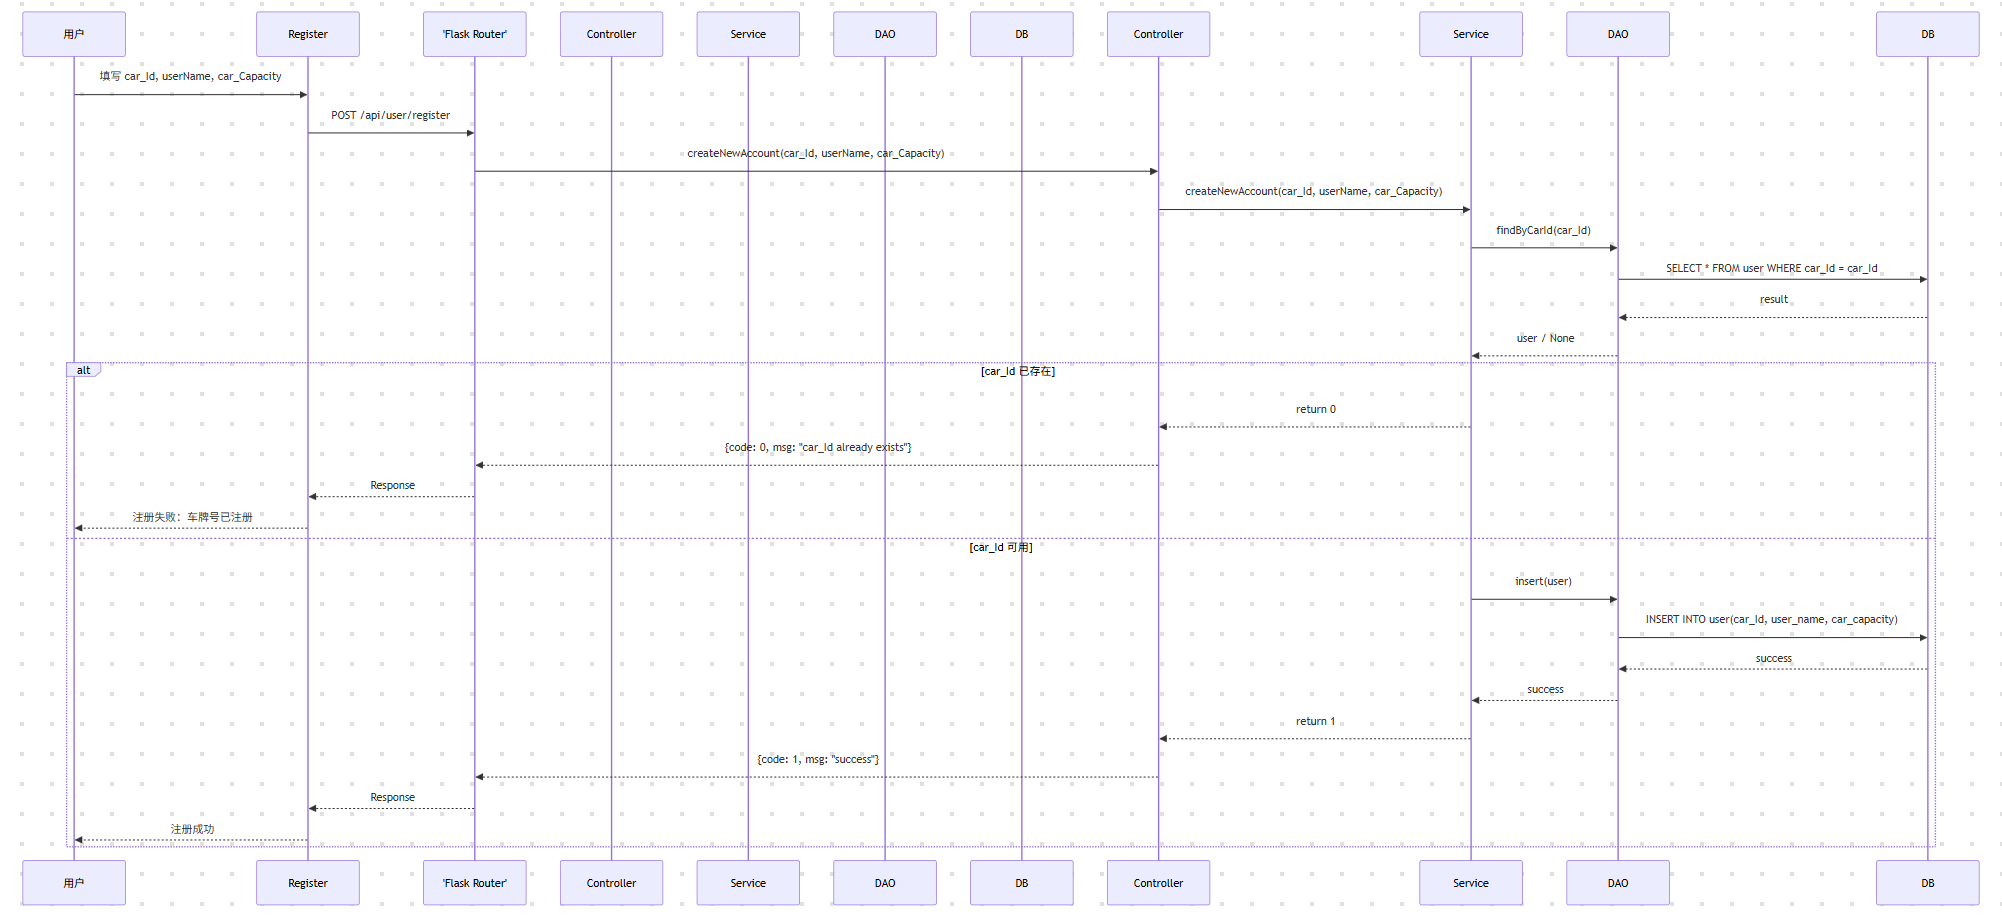 用户
Register
'Flask Router'
Controller
Service
DAO
DB
Controller
Service
DAO
DB
填写 car_Id, userName, car_Capacity
POST /api/user/register
createNewAccount(car_Id, userName, car_Capacity)
createNewAccount(car_Id, userName, car_Capacity)
findByCarId(car_Id)
SELECT * FROM user WHERE car_Id = car_Id
result
user / None
alt
[car_Id 已存在]
return 0
{code: 0, msg: "car_Id already exists"}
Response
注册失败：车牌号已注册
[car_Id 可用]
insert(user)
INSERT INTO user(car_Id, user_name, car_capacity)
success
success
return 1
{code: 1, msg: "success"}
Response
注册成功
用户
Register
'Flask Router'
Controller
Service
DAO
DB
Controller
Service
DAO
DB